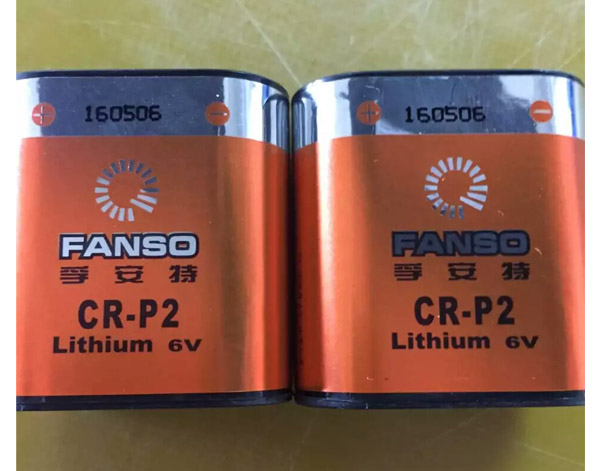 + 160506 -
FANSO
孚安特
CR-P2
Lithium 6V
+ 160506 -
FANSO
孚安特
CR-P2
Lithium 6V